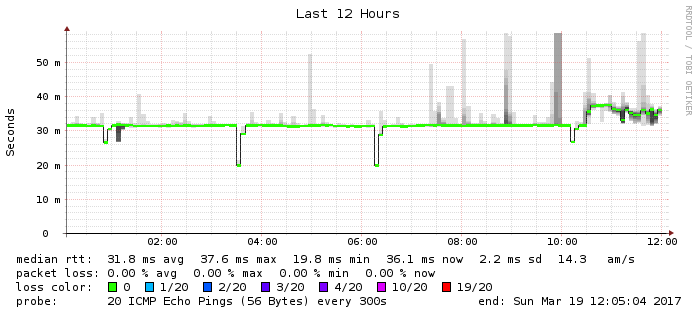 Last 12 Hours
RRDTOOL / TOBI OETIKER
Seconds
50 m
40 m
30 m
20 m
10 m
0
02:00 04:00 06:00 08:00 10:00 12:00
median rtt: 31.8 ms avg 37.6 ms max 19.8 ms min 36.1 ms now 2.2 ms sd 14.3 am/s
packet loss: 0.00 % avg 0.00 % max 0.00 % min 0.00 % now
loss color: 0 1/20 2/20 3/20 4/20 10/20 19/20
probe: 20 ICMP Echo Pings (56 Bytes) every 300s end: Sun Mar 19 12:05:04 2017